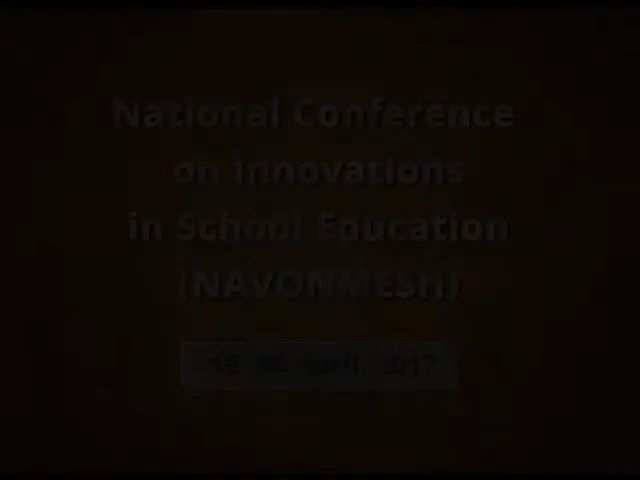 National Conference
on Innovations
in School Education
(NAVONMESH)
April, 2017